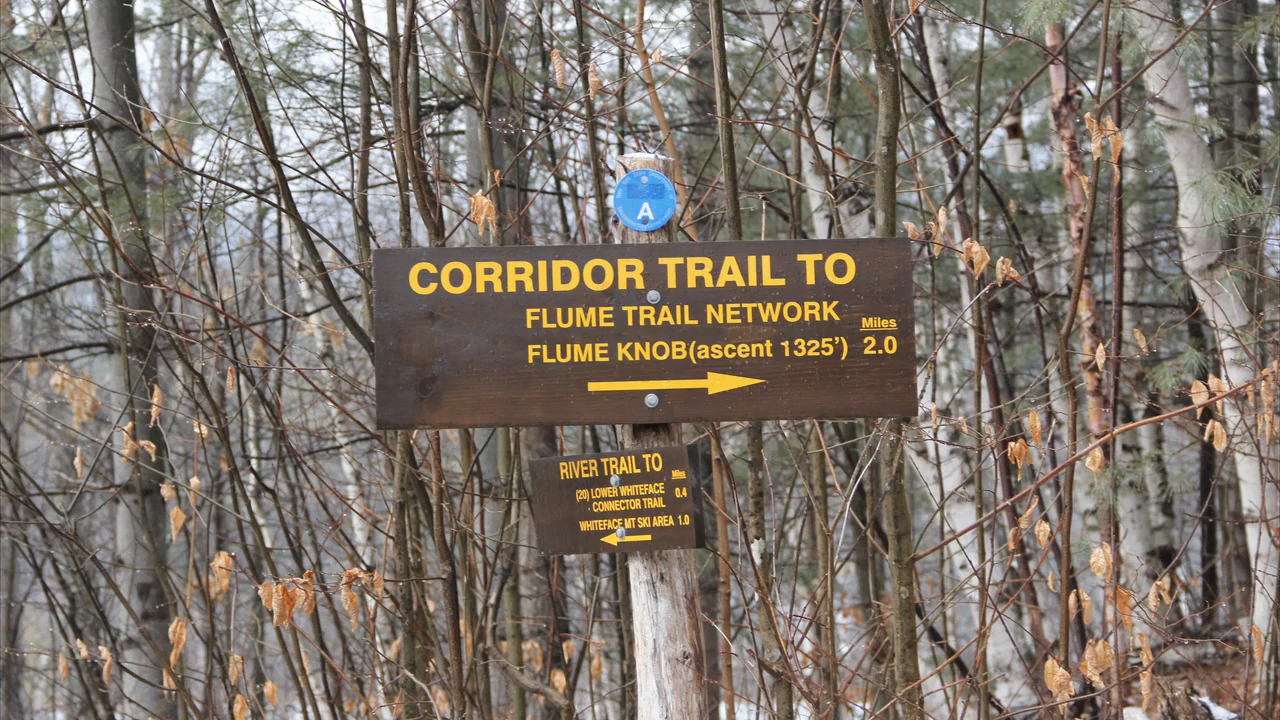 A
CORRIDOR TRAIL TO
FLUME TRAIL NETWORK
Miles
FLUME KNOB(ascent 1325') 2.0
RIVER TRAIL TO
Miles
(20) LOWER WHITEFACE 0.4
CONNECTOR TRAIL
WHITEFACE MT SKI AREA 1.0